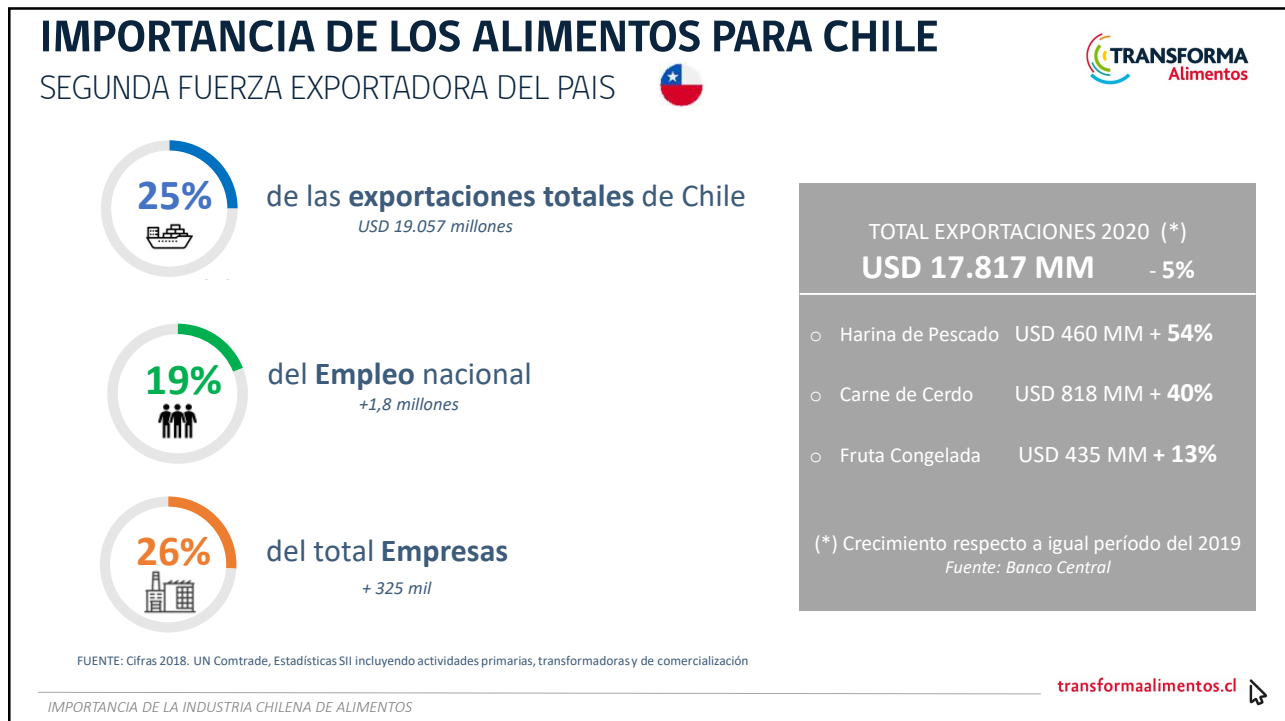 IMPORTANCIA DE LOS ALIMENTOS PARA CHILE
SEGUNDA FUERZA EXPORTADORA DEL PAIS
TRANSFORMA
Alimentos
25%
de las exportaciones totales de Chile
USD 19.057 millones
19%
del Empleo nacional
+1,8 millones
26%
del total Empresas
+ 325 mil
TOTAL EXPORTACIONES 2020 (*)
USD 17.817 MM - 5%
o Harina de Pescado USD 460 MM + 54%
o Carne de Cerdo USD 818 MM + 40%
o Fruta Congelada USD 435 MM + 13%
(*) Crecimiento respecto a igual período del 2019
Fuente: Banco Central
FUENTE: Cifras 2018. UN Comtrade, Estadísticas SII incluyendo actividades primarias, transformadoras y de comercialización
transformaalimentos.cl
IMPORTANCIA DE LA INDUSTRIA CHILENA DE ALIMENTOS